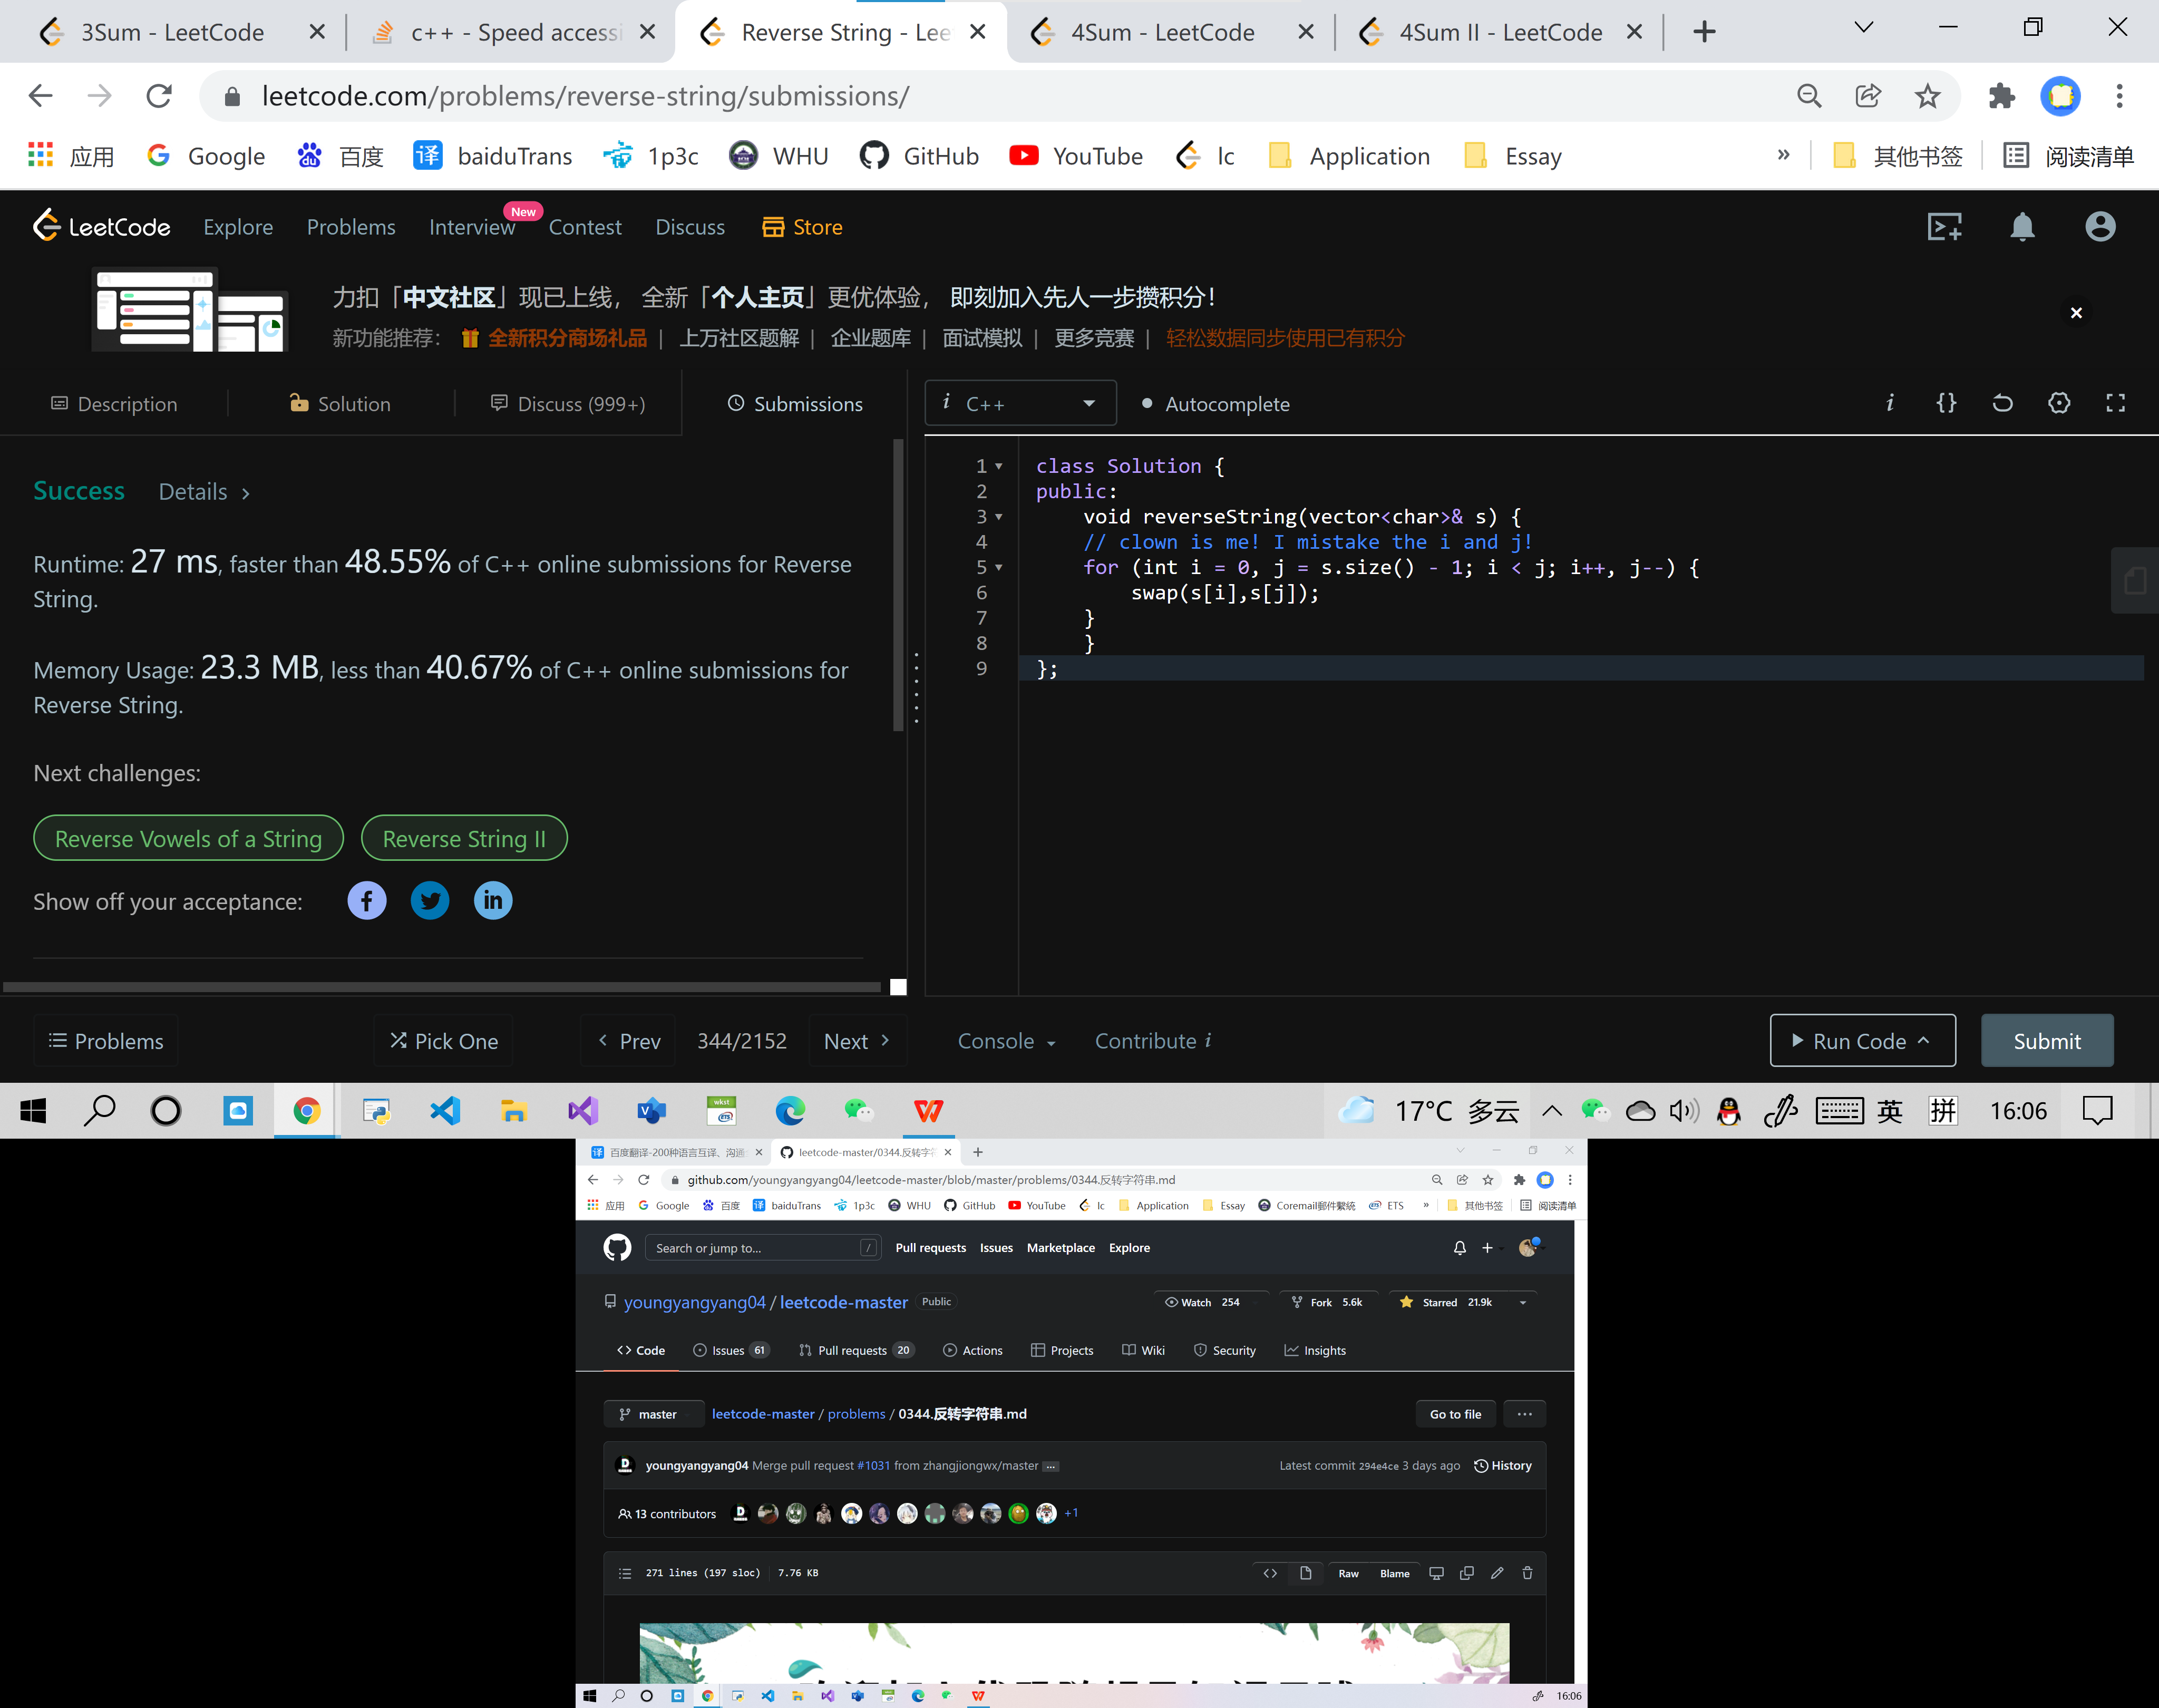 3Sum - LeetCode
c++ - Speed accessi
Reverse String - Lee
4Sum - LeetCode
4Sum II - LeetCode
leetcode.com/problems/reverse-string/submissions/
应用 Google 百度 译 baiduTrans 1p3c WHU GitHub YouTube lc Application Essay » 其他书签 阅读清单
LeetCode Explore Problems Interview New Contest Discuss Store
力扣「中文社区」现已上线， 全新「个人主页」更优体验， 即刻加入先人一步攒积分！
新功能推荐： 全新积分商场礼品 | 上万社区题解 | 企业题库 | 面试模拟 | 更多竞赛 | 轻松数据同步使用已有积分
Description Solution Discuss (999+) Submissions
i C++ Autocomplete i {}
Success Details >
Runtime: 27 ms, faster than 48.55% of C++ online submissions for Reverse
String.
Memory Usage: 23.3 MB, less than 40.67% of C++ online submissions for
Reverse String.
Next challenges:
Reverse Vowels of a String Reverse String II
Show off your acceptance:
1 class Solution {
2 public:
3 void reverseString(vector<char>& s) {
4 // clown is me! I mistake the i and j!
5 for (int i = 0, j = s.size() - 1; i < j; i++, j--) {
6 swap(s[i],s[j]);
7 }
8 }
9 };
Problems Pick One Prev 344/2152 Next Console Contribute i Run Code Submit
17°C 多云 英 拼 16:06
译 百度翻译-200种语言互译、沟通 leetcode-master/0344.反转字符
github.com/youngyangyang04/leetcode-master/blob/master/problems/0344.反转字符串.md
应用 Google 百度 译 baiduTrans 1p3c WHU GitHub YouTube lc Application Essay Coremail郵件繫統 ETS » 其他书签 阅读清单
Search or jump to... / Pull requests Issues Marketplace Explore
youngyangyang04 / leetcode-master Public Watch 254 Fork 5.6k Starred 21.9k
Code Issues 61 Pull requests 20 Actions Projects Wiki Security Insights
master leetcode-master / problems / 0344.反转字符串.md Go to file ...
youngyangyang04 Merge pull request #1031 from zhangjiongwx/master ... Latest commit 294e4ce 3 days ago History
13 contributors +1
271 lines (197 sloc) 7.76 KB Raw Blame
16:06